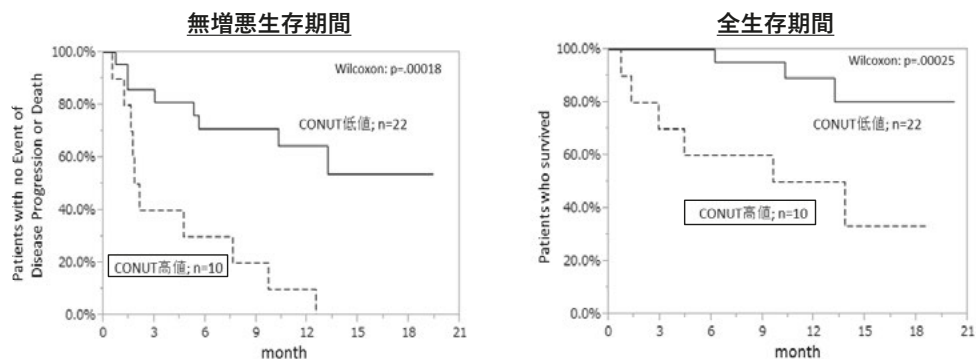 無増悪生存期間
100.0%
80.0%
60.0%
40.0%
20.0%
0.0%
Patients with no Event of
Disease Progression or Death
Wilcoxon: p=.00018
CONUT低値; n=22
CONUT高値; n=10
0 3 6 9 12 15 18 21
month
全生存期間
100.0%
80.0%
60.0%
40.0%
20.0%
0.0%
Patients who survived
Wilcoxon: p=.00025
CONUT低値; n=22
CONUT高値; n=10
0 3 6 9 12 15 18 21
month